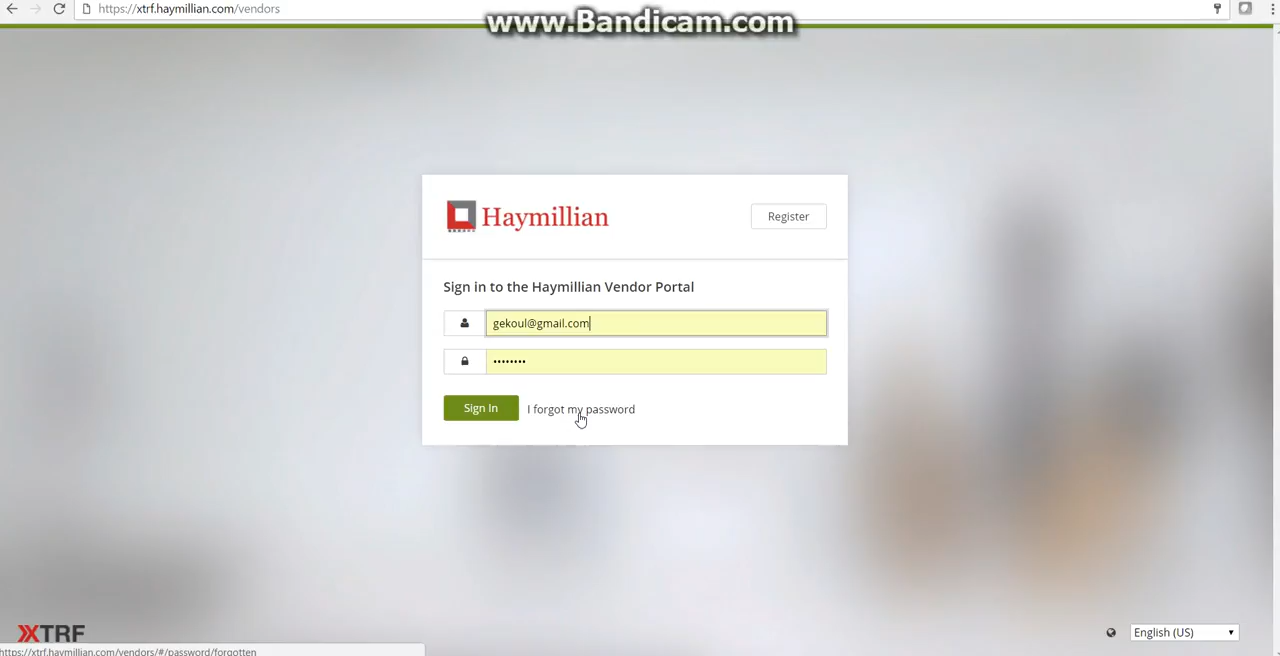 https://xtrf.haymillian.com/vendors
www.Bandicam.com
Haymillian
Register
Sign in to the Haymillian Vendor Portal
gekoul@gmail.com
••••••••
Sign In
I forgot my password
XTRF
English (US)
https://xtrf.haymillian.com/vendors/#/password/forgotten